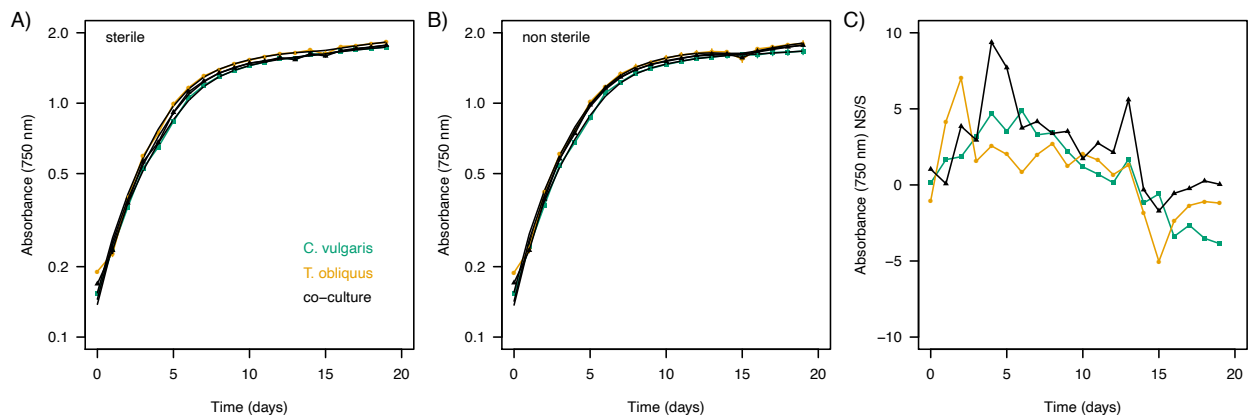 A)
sterile
2.0
1.0
0.5
0.2
0.1
Absorbance (750 nm)
C. vulgaris
T. obliquus
co−culture
0
5
10
15
20
Time (days)
B)
non sterile
2.0
1.0
0.5
0.2
0.1
Absorbance (750 nm)
0
5
10
15
20
Time (days)
C)
10
5
0
−5
−10
Absorbance (750 nm) NS/S
0
5
10
15
20
Time (days)